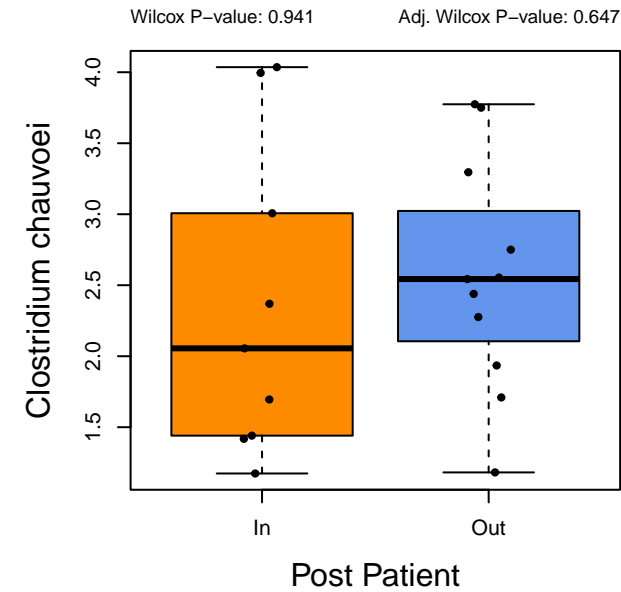 Wilcox P−value: 0.941 Adj. Wilcox P−value: 0.647
Clostridium chauvoei
4.0
3.5
3.0
2.5
2.0
1.5
In Out
Post Patient